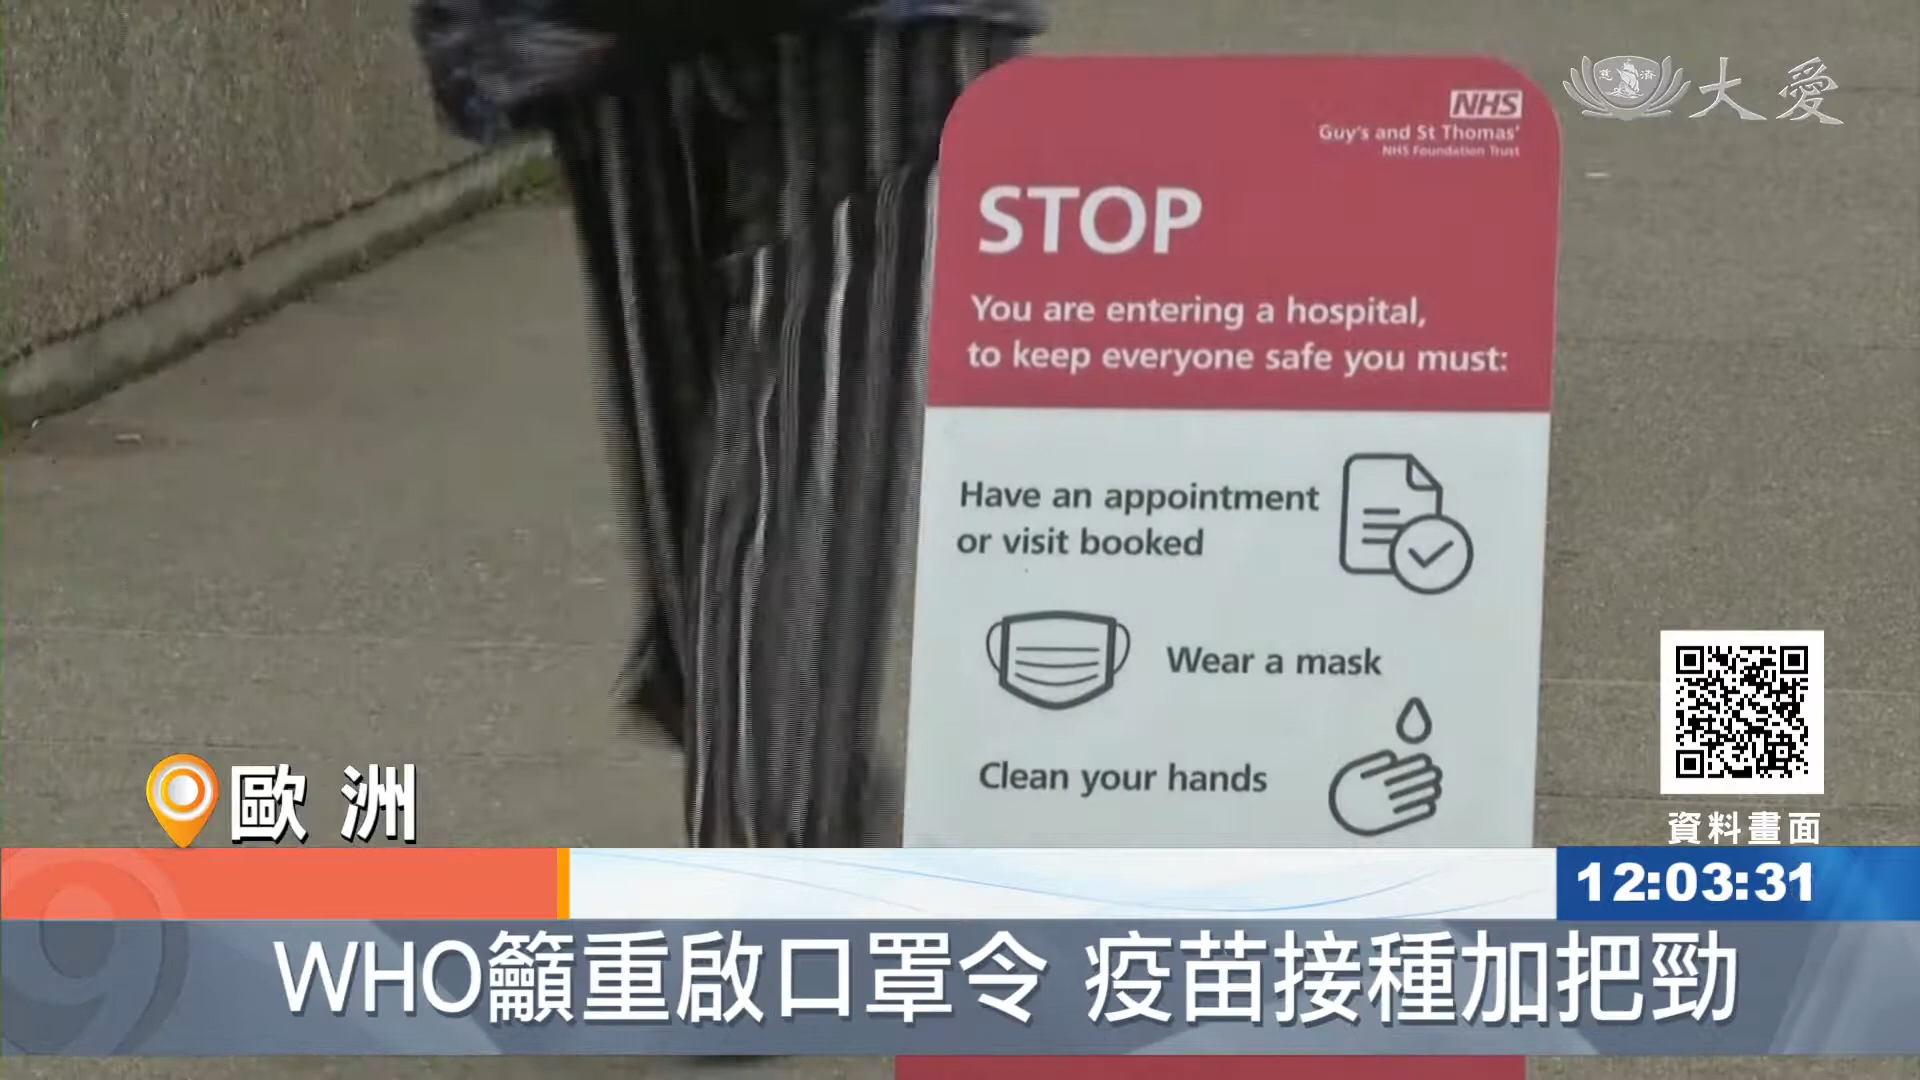 慈濟
大愛
NHS
Guy's and St Thomas'
NHS Foundation Trust
STOP
You are entering a hospital,
to keep everyone safe you must:
Have an appointment
or visit booked
Wear a mask
Clean your hands
歐洲
資料畫面
12:03:31
WHO籲重啟口罩令 疫苗接種加把勁